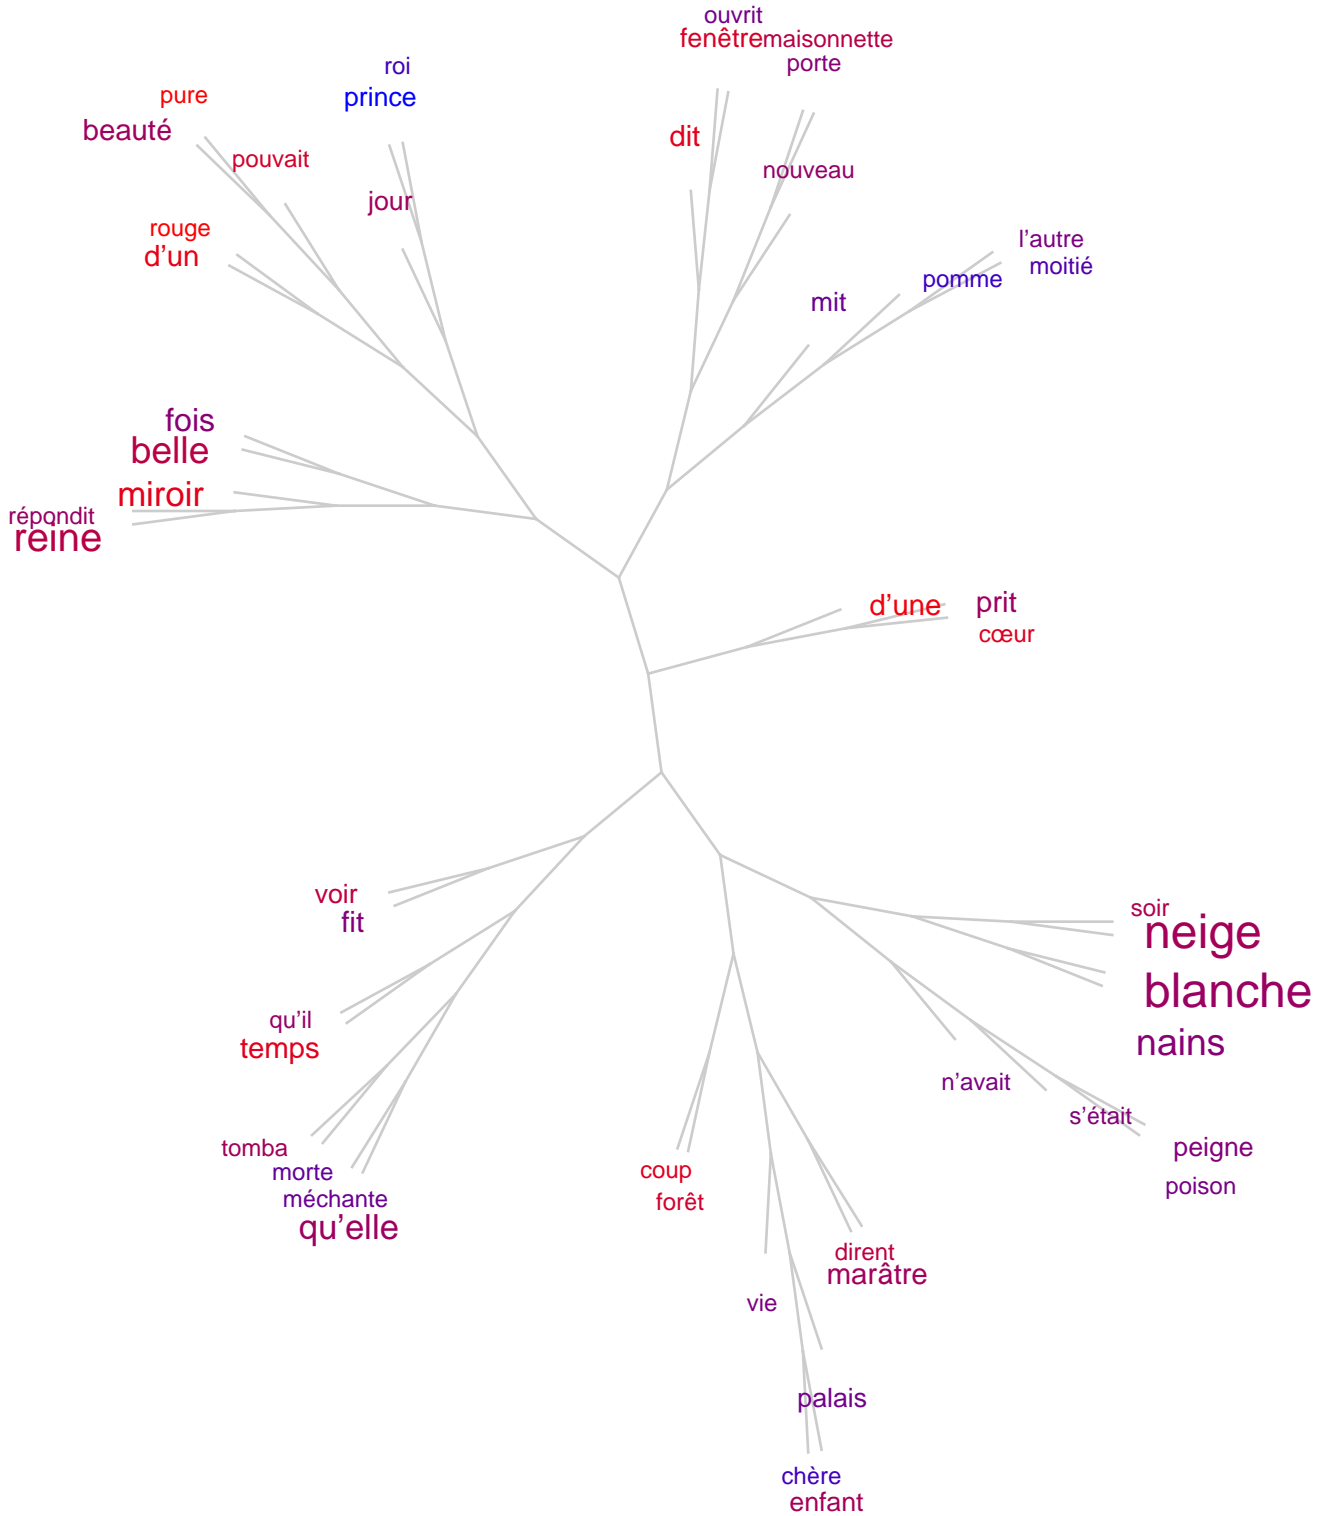 ouvrit
fenêtre maisonnette
porte
roi
prince
pure
beauté
pouvait
dit
nouveau
jour
rouge
d’un
l’autre
moitié
pomme
mit
fois
belle
miroir
répondit
reine
d’une
prit
cœur
voir
fit
soir
neige
blanche
nains
qu’il
temps
n’avait
s’était
peigne
poison
tomba
morte
méchante
qu’elle
coup
forêt
dirent
marâtre
vie
palais
chère
enfant